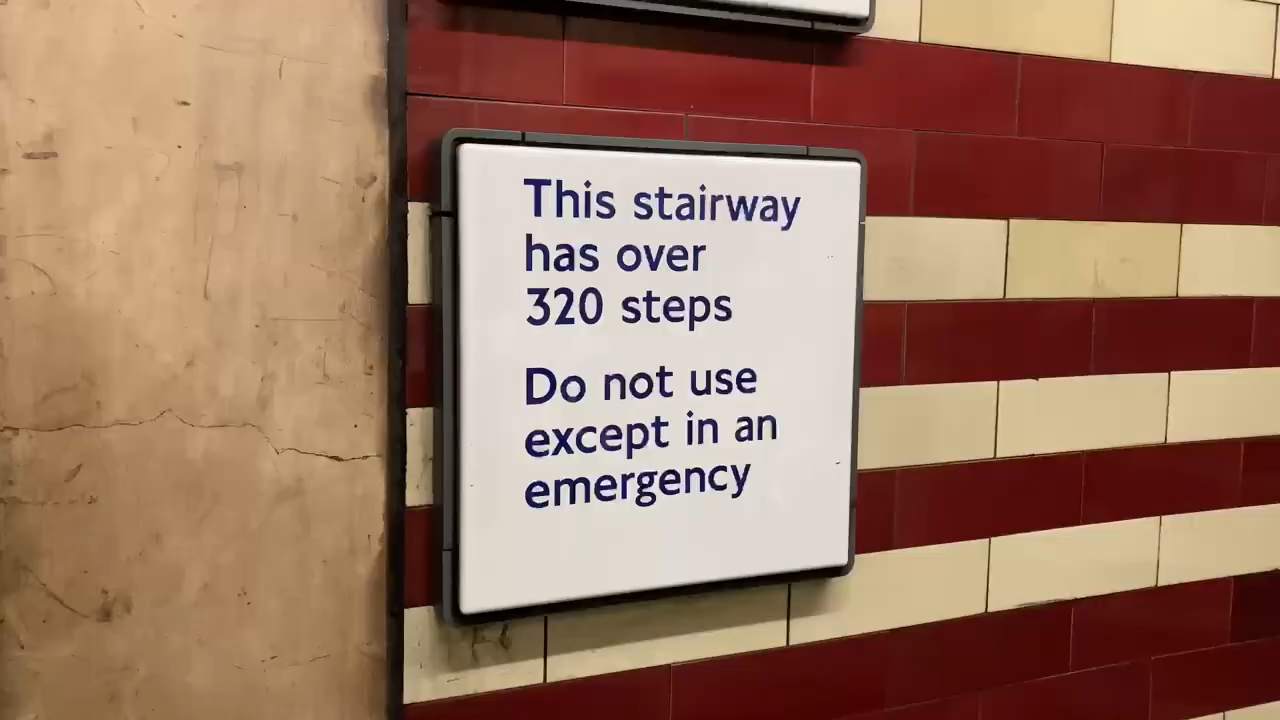 This stairway
has over
320 steps
Do not use
except in an
emergency